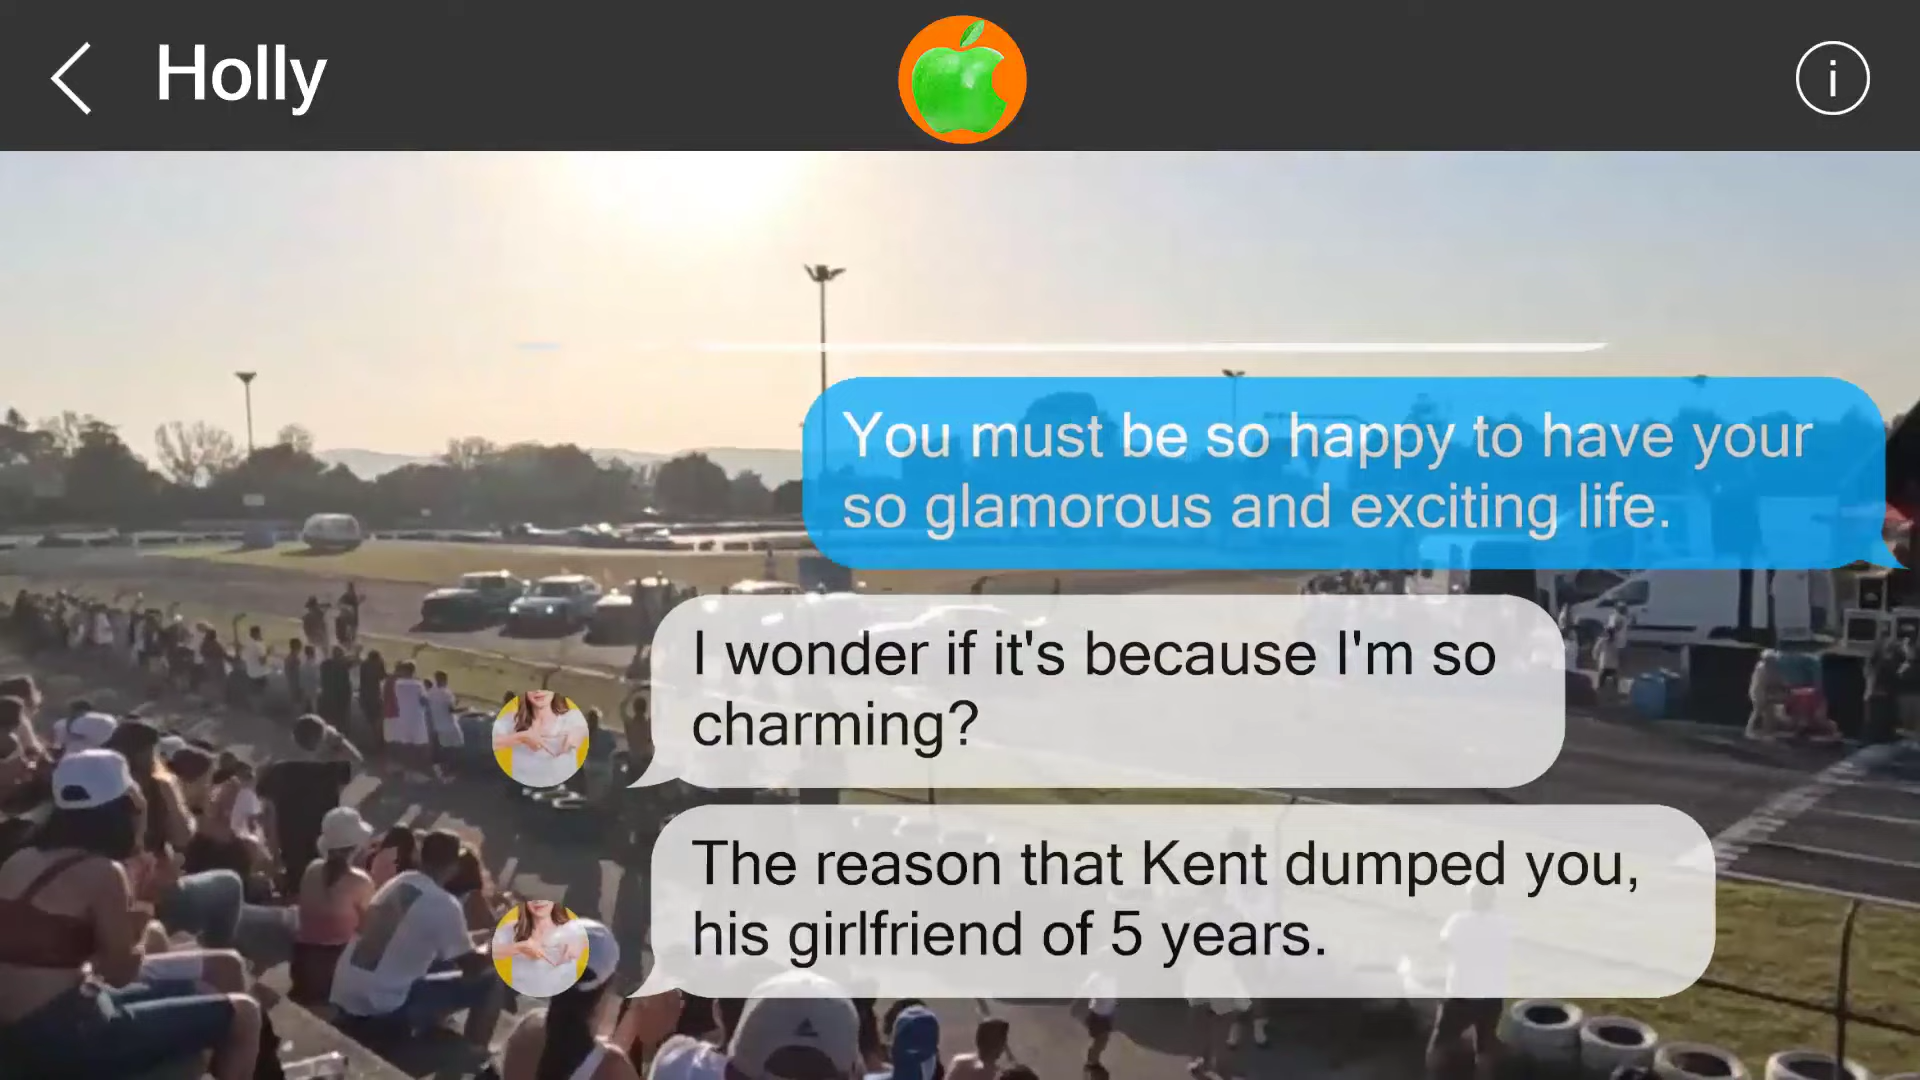 Holly
You must be so happy to have your
so glamorous and exciting life.
I wonder if it's because I'm so
charming?
The reason that Kent dumped you,
his girlfriend of 5 years.